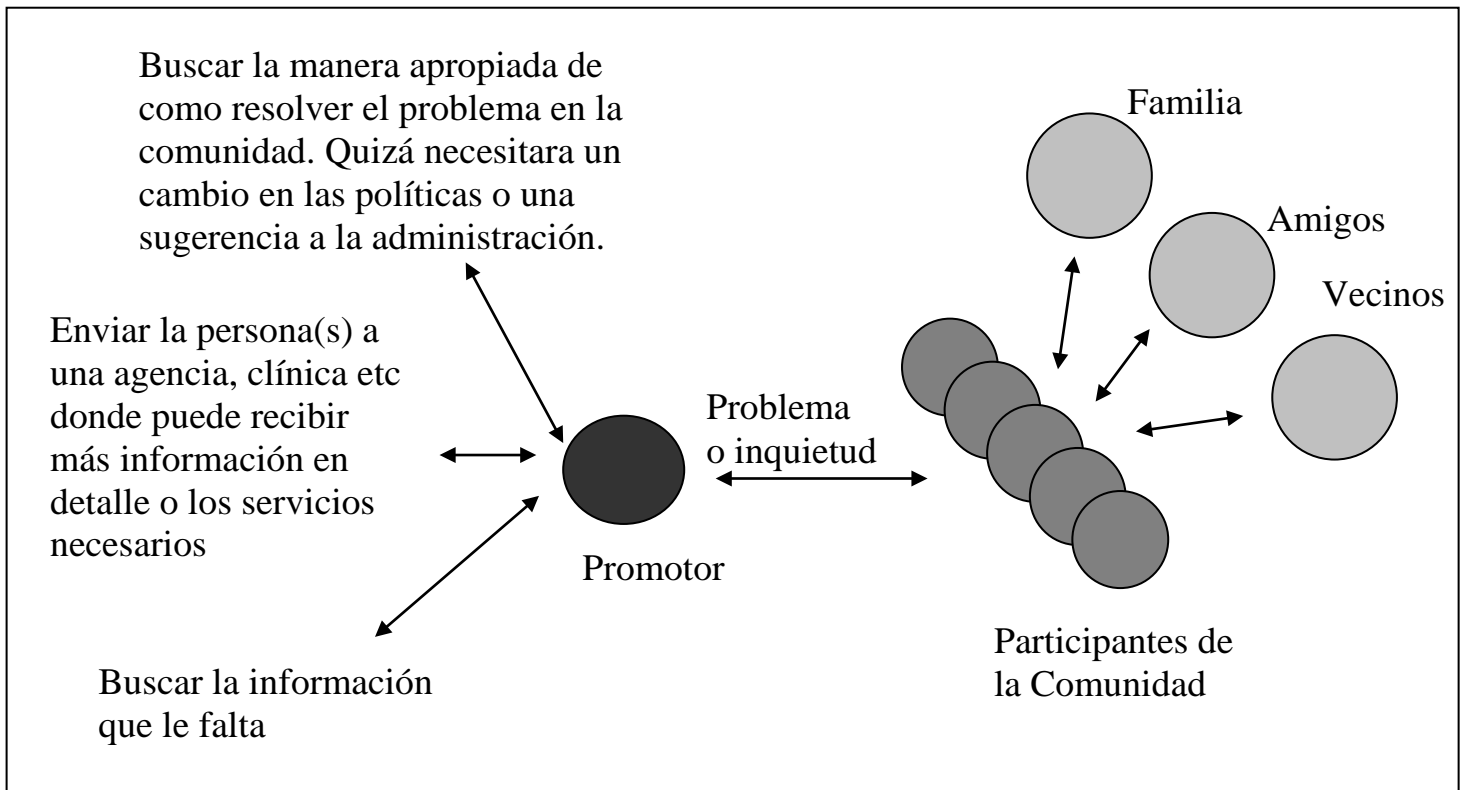 Buscar la manera apropiada de
como resolver el problema en la
comunidad. Quizá necesitara un
cambio en las políticas o una
sugerencia a la administración.
Enviar la persona(s) a
una agencia, clínica etc
donde puede recibir
más información en
detalle o los servicios
necesarios
Buscar la información
que le falta
Promotor
Problema
o inquietud
Participantes de
la Comunidad
Familia
Amigos
Vecinos